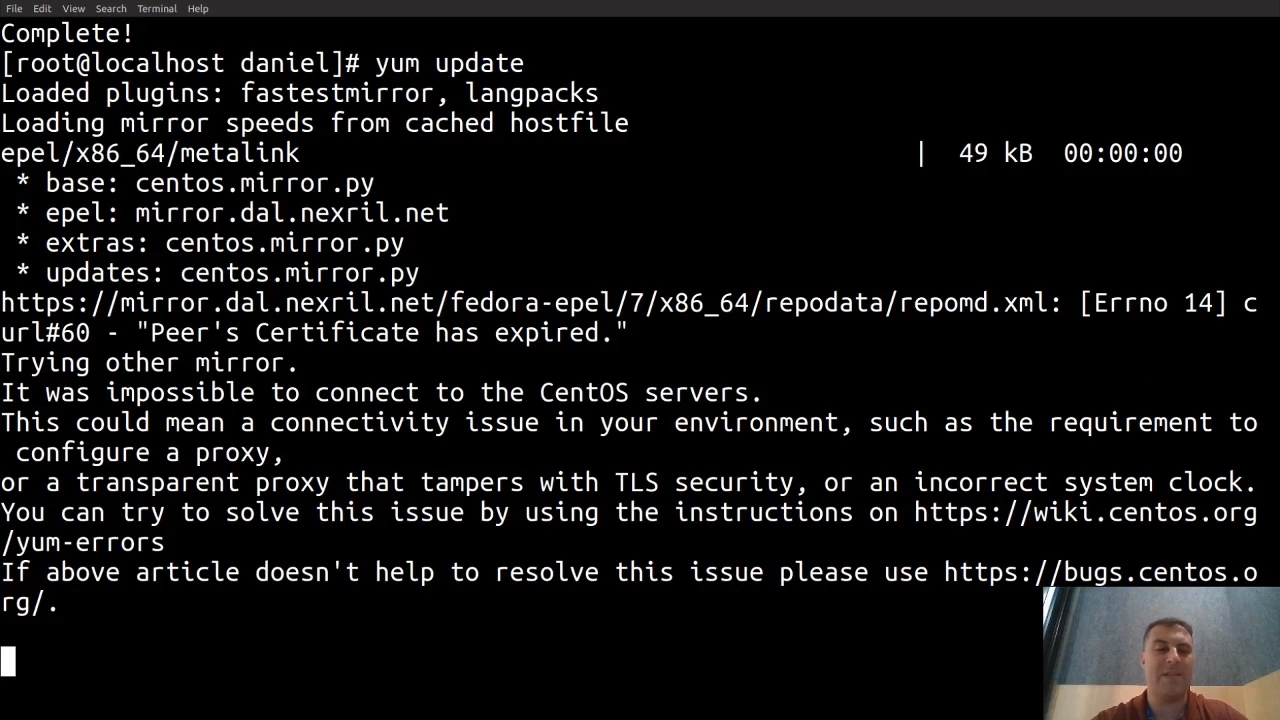 File Edit View Search Terminal Help
Complete!
[root@localhost daniel]# yum update
Loaded plugins: fastestmirror, langpacks
Loading mirror speeds from cached hostfile
epel/x86_64/metalink | 49 kB 00:00:00
* base: centos.mirror.py
* epel: mirror.dal.nexril.net
* extras: centos.mirror.py
* updates: centos.mirror.py
https://mirror.dal.nexril.net/fedora-epel/7/x86_64/repodata/repomd.xml: [Errno 14] c
url#60 - "Peer's Certificate has expired."
Trying other mirror.
It was impossible to connect to the CentOS servers.
This could mean a connectivity issue in your environment, such as the requirement to
configure a proxy,
or a transparent proxy that tampers with TLS security, or an incorrect system clock.
You can try to solve this issue by using the instructions on https://wiki.centos.org
/yum-errors
If above article doesn't help to resolve this issue please use https://bugs.centos.o
rg/.